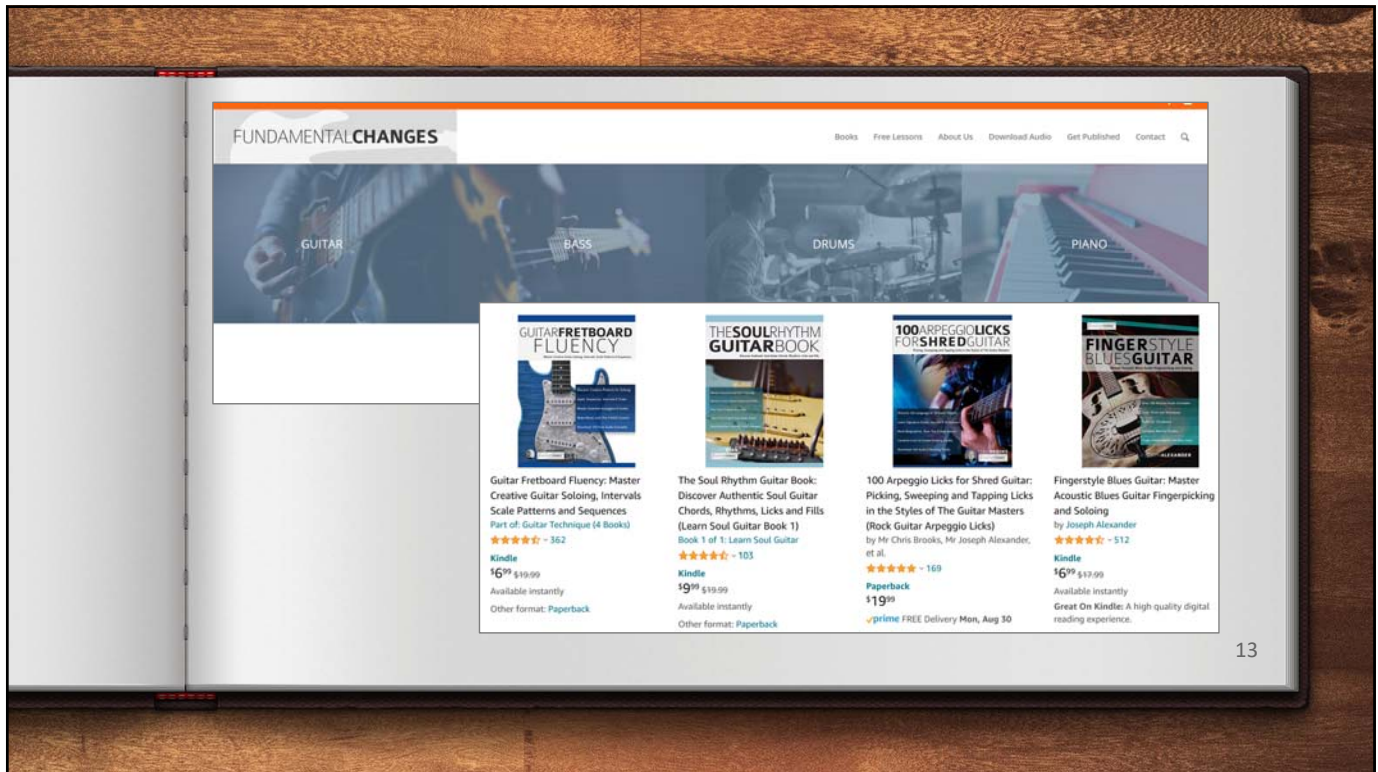 FUNDAMENTALCHANGES
Books Free Lessons About Us Download Audio Get Published Contact
GUITAR BASS DRUMS PIANO
GUITARFRETBOARD
FLUENCY
THESOULRHYTHM
GUITARBOOK
100ARPEGGIOLICKS
FORSHREDGUITAR
FINGERSTYLE
BLUESGUITAR
ALEXANDER
Guitar Fretboard Fluency: Master
Creative Guitar Soloing, Intervals
Scale Patterns and Sequences
Part of: Guitar Technique (4 Books)
362
Kindle
$699 $19.99
Available instantly
Other format: Paperback
The Soul Rhythm Guitar Book:
Discover Authentic Soul Guitar
Chords, Rhythms, Licks and Fills
(Learn Soul Guitar Book 1)
Book 1 of 1: Learn Soul Guitar
103
Kindle
$999 $19.99
Available instantly
Other format: Paperback
100 Arpeggio Licks for Shred Guitar:
Picking, Sweeping and Tapping Licks
in the Styles of The Guitar Masters
(Rock Guitar Arpeggio Licks)
by Mr Chris Brooks, Mr Joseph Alexander,
et al.
169
Paperback
$1999
prime FREE Delivery Mon, Aug 30
Fingerstyle Blues Guitar: Master
Acoustic Blues Guitar Fingerpicking
and Soloing
by Joseph Alexander
512
Kindle
$699 $17.99
Available instantly
Great On Kindle: A high quality digital
reading experience.
13